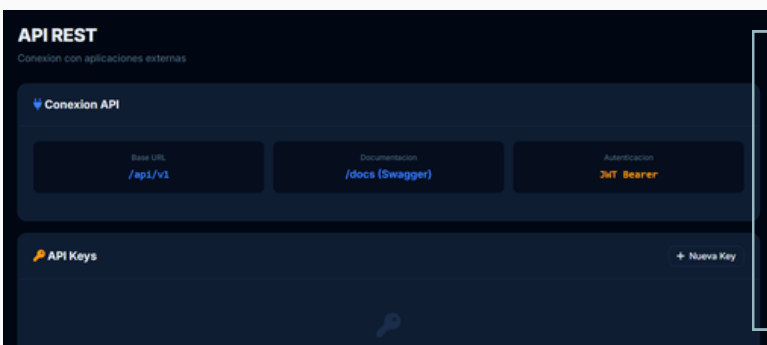 API REST
Conexion con aplicaciones externas
Conexion API
Base URL
/api/v1
Documentacion
/docs (Swagger)
Autenticacion
JWT Bearer
API Keys
+ Nueva Key